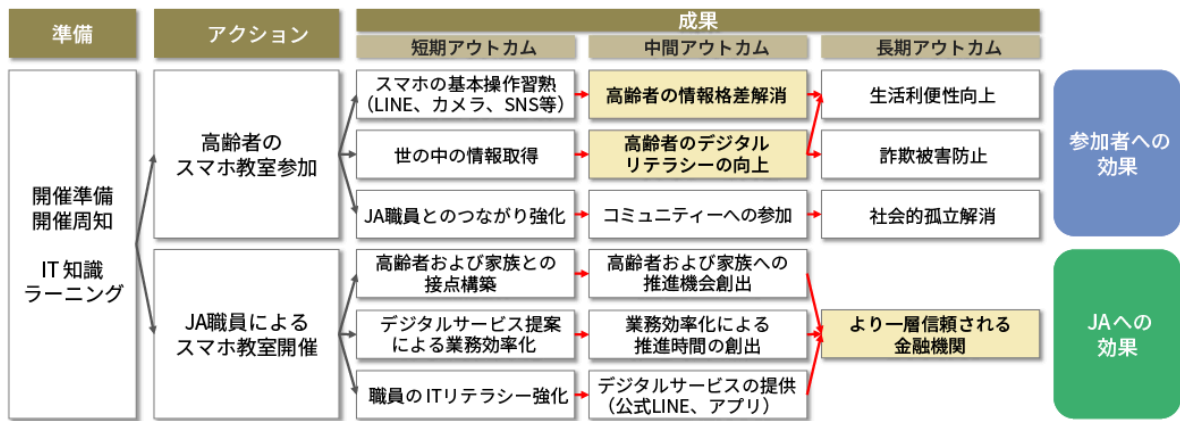 準備
アクション
成果
短期アウトカム
中間アウトカム
長期アウトカム
開催準備
開催周知
IT 知識
ラーニング
高齢者の
スマホ教室参加
スマホの基本操作習熟
（LINE、カメラ、SNS等）
高齢者の情報格差解消
生活利便性向上
世の中の情報取得
高齢者のデジタル
リテラシーの向上
詐欺被害防止
JA職員とのつながり強化
コミュニティーへの参加
社会的孤立解消
参加者への
効果
JA職員による
スマホ教室開催
高齢者および家族との
接点構築
高齢者および家族への
推進機会創出
デジタルサービス提案
による業務効率化
業務効率化による
推進時間の創出
より一層信頼される
金融機関
職員のITリテラシー強化
デジタルサービスの提供
（公式LINE、アプリ）
JAへの
効果